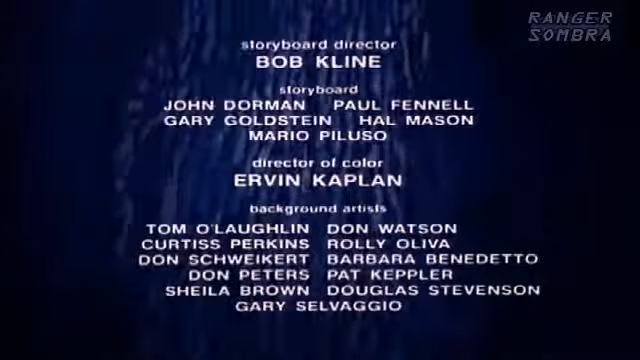 RANGER
SOMBRA
storyboard director
BOB KLINE
storyboard
JOHN DORMAN PAUL FENNELL
GARY GOLDSTEIN HAL MASON
MARIO PILUSO
director of color
ERVIN KAPLAN
background artists
TOM O'LAUGHLIN DON WATSON
CURTISS PERKINS ROLLY OLIVA
DON SCHWEIKERT BARBARA BENEDETTO
DON PETERS PAT KEPPLER
SHEILA BROWN DOUGLAS STEVENSON
GARY SELVAGGIO